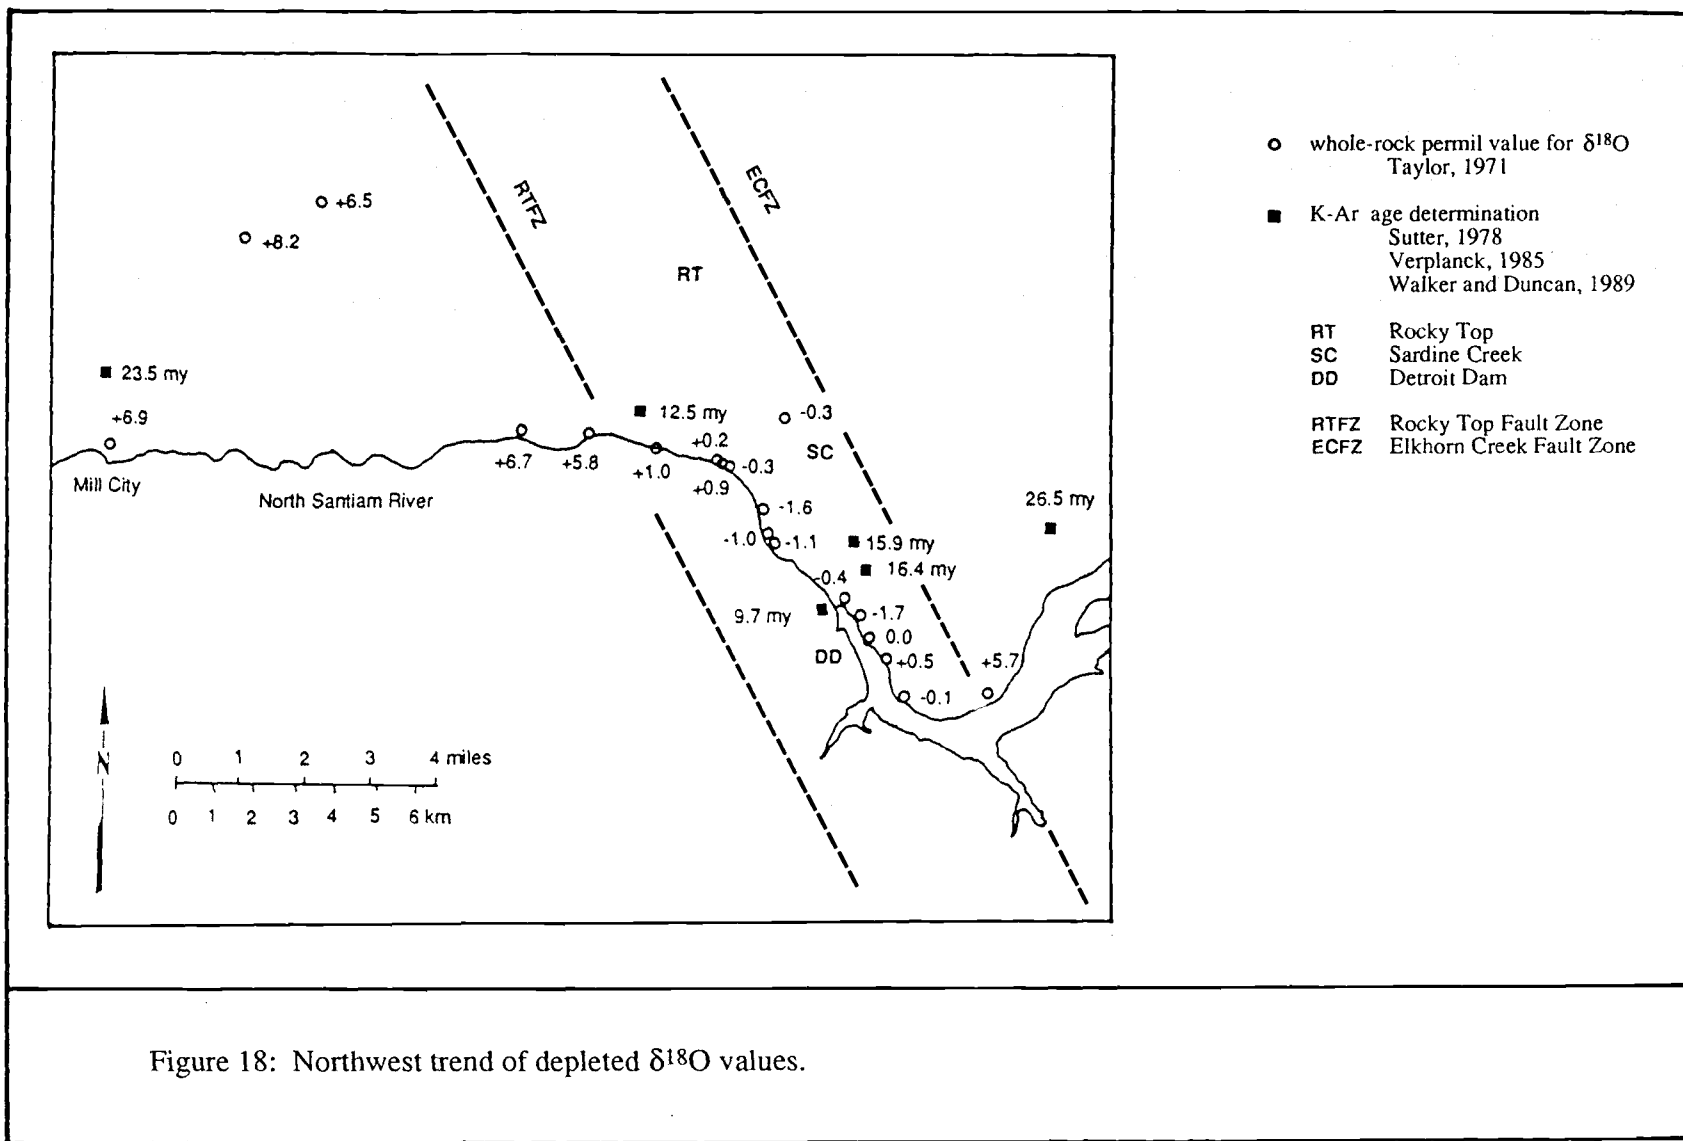 RTFZ
ECFZ
+6.5
+8.2
RT
23.5 my
+6.9
12.5 my
-0.3
+0.2
SC
+6.7
+5.8
+1.0
-0.3
+0.9
Mill City
North Santiam River
26.5 my
-1.6
-1.0
-1.1
15.9 my
16.4 my
-0.4
9.7 my
-1.7
0.0
DD
+0.5
+5.7
-0.1
N
0 1 2 3 4 miles
0 1 2 3 4 5 6 km
whole-rock permil value for δ¹⁸O
Taylor, 1971
K-Ar age determination
Sutter, 1978
Verplanck, 1985
Walker and Duncan, 1989
RT Rocky Top
SC Sardine Creek
DD Detroit Dam
RTFZ Rocky Top Fault Zone
ECFZ Elkhorn Creek Fault Zone
Figure 18: Northwest trend of depleted δ¹⁸O values.